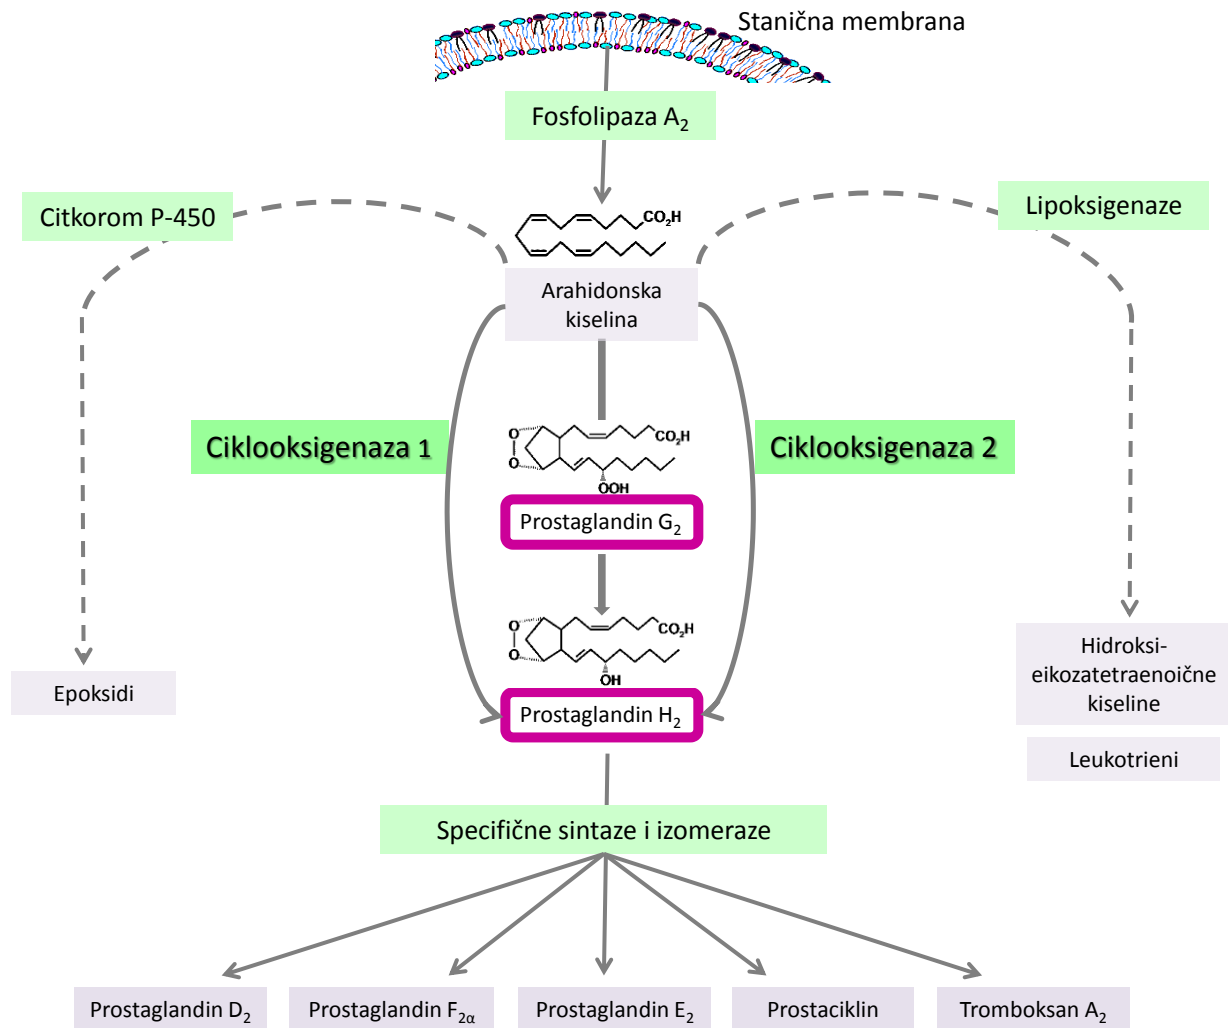 Stanična membrana
Fosfolipaza A₂
Citkorom P-450
Lipoksigenaze
CO₂H
Arahidonska
kiselina
Ciklooksigenaza 1
Ciklooksigenaza 2
O
O
CO₂H
OOH
Prostaglandin G₂
O
O
CO₂H
OH
Prostaglandin H₂
Epoksidi
Hidroksi-
eikozatetraenoične
kiseline
Leukotrieni
Specifične sintaze i izomeraze
Prostaglandin D₂
Prostaglandin F₂α
Prostaglandin E₂
Prostaciklin
Tromboksan A₂